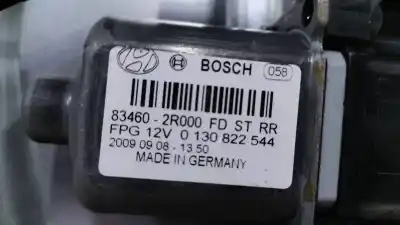 BOSCH 058
83460 - 2R000 FD ST RR
FPG 12V 0 130 822 544
2009 09 08 - 13 50
MADE IN GERMANY